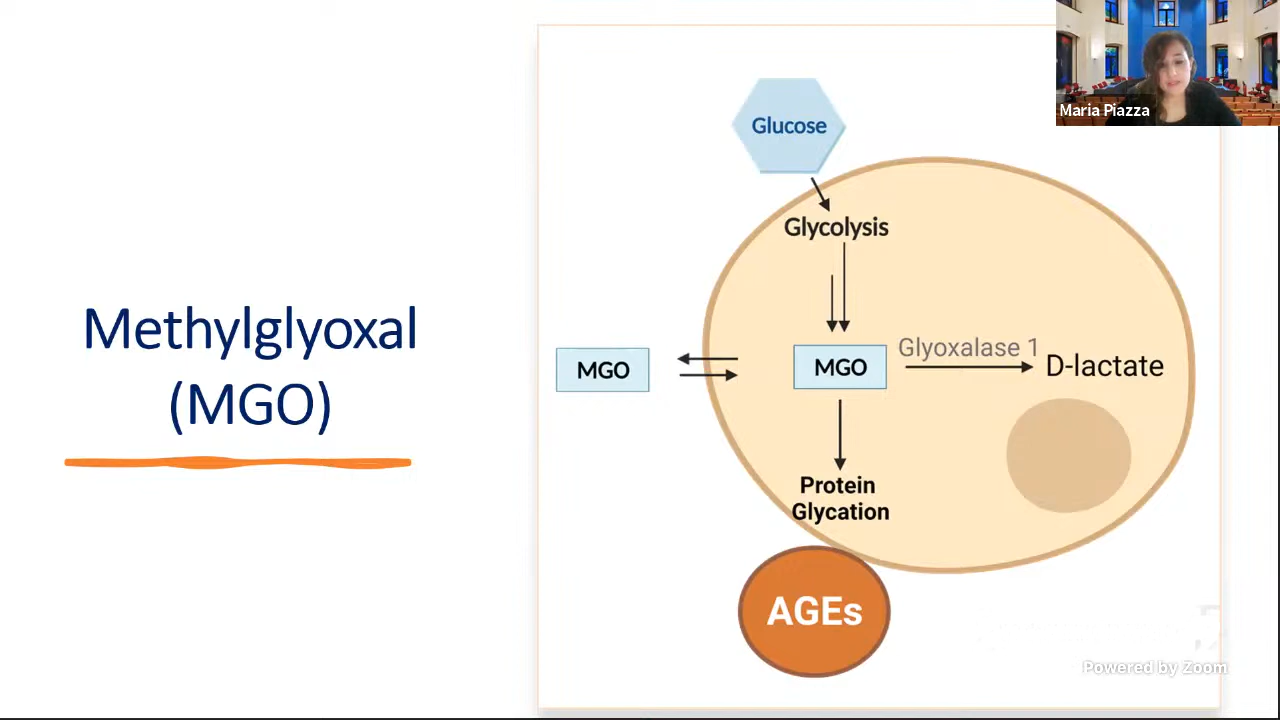 Maria Piazza
Glucose
Glycolysis
Methylglyoxal
(MGO)
MGO
MGO
Glyoxalase 1
D-lactate
Protein
Glycation
AGEs
Powered by Zoom